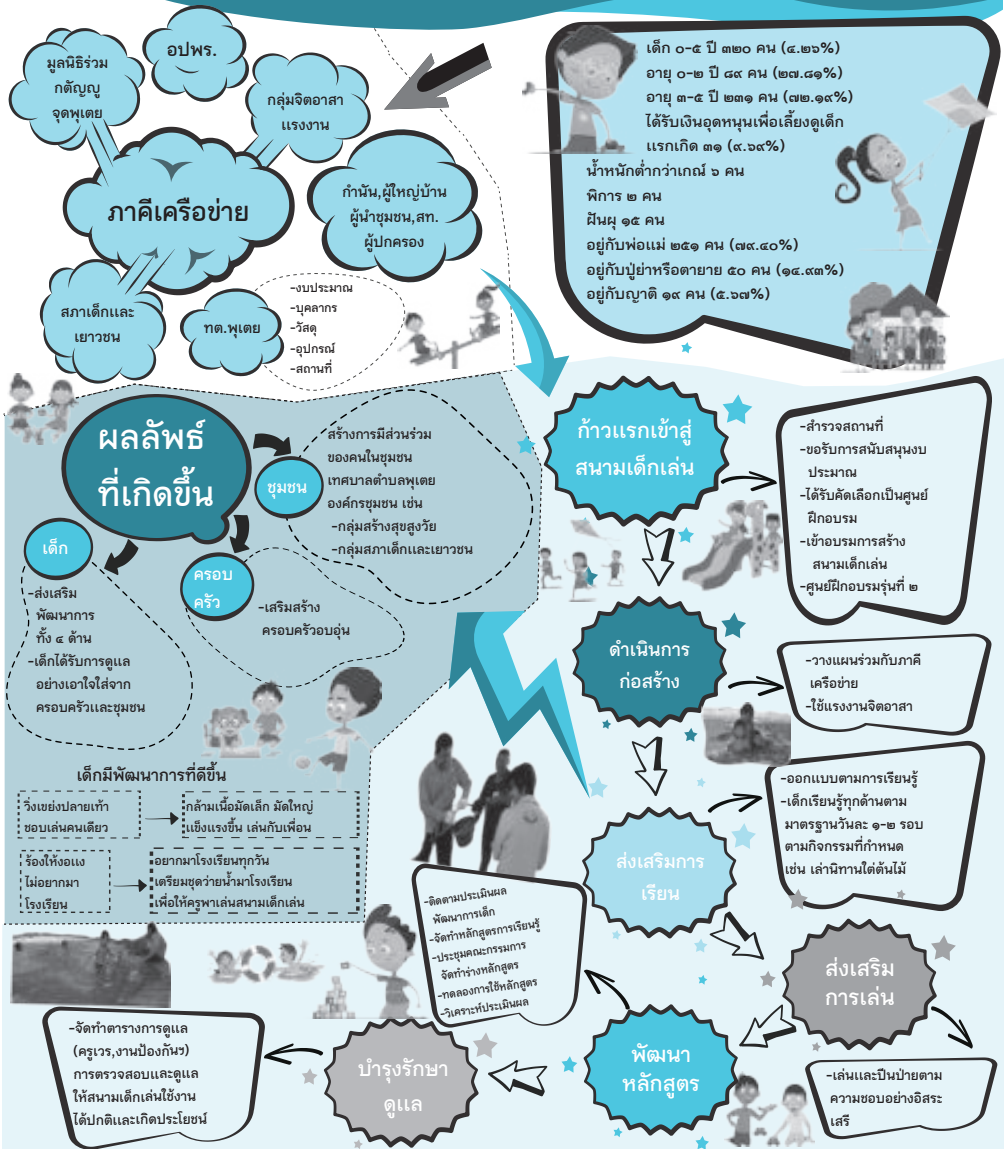 มูลนิธิร่วม
กตัญญู
จุดพุเตย
อปพร.
กลุ่มจิตอาสา
แรงงาน
ภาคีเครือข่าย
กำนัน,ผู้ใหญ่บ้าน
ผู้นำชุมชน,สท.
ผู้ปกครอง
สภาเด็กและ
เยาวชน
ทต.พุเตย
-งบประมาณ
-บุคลากร
-วัสดุ
-อุปกรณ์
-สถานที่
เด็ก ๐-๕ ปี ๓๒๐ คน (๔.๒๖%)
อายุ ๐-๒ ปี ๘๙ คน (๒๗.๘๑%)
อายุ ๓-๕ ปี ๒๓๑ คน (๗๒.๑๙%)
ได้รับเงินอุดหนุนเพื่อเลี้ยงดูเด็ก
แรกเกิด ๓๑ (๙.๖๙%)
น้ำหนักต่ำกว่าเกณ์ ๖ คน
พิการ ๒ คน
ฝันผุ ๑๕ คน
อยู่กับพ่อแม่ ๒๕๑ คน (๗๙.๔๐%)
อยู่กับปู่ย่าหรือตายาย ๕๐ คน (๑๔.๙๓%)
อยู่กับญาติ ๑๙ คน (๕.๖๗%)
ผลลัพธ์
ที่เกิดขึ้น
ชุมชน
สร้างการมีส่วนร่วม
ของคนในชุมชน
เทศบาลตำบลพุเตย
องค์กรชุมชน เช่น
-กลุ่มสร้างสุขสูงวัย
-กลุ่มสภาเด็กและเยาวชน
เด็ก
-ส่งเสริม
พัฒนาการ
ทั้ง ๔ ด้าน
-เด็กได้รับการดูแล
อย่างเอาใจใส่จาก
ครอบครัวและชุมชน
ครอบ
ครัว
-เสริมสร้าง
ครอบครัวอบอุ่น
เด็กมีพัฒนาการที่ดีขึ้น
วิ่งเขย่งปลายเท้า
ชอบเล่นคนเดียว
กล้ามเนื้อมัดเล็ก มัดใหญ่
แข็งแรงขึ้น เล่นกับเพื่อน
ร้องให้งอแง
ไม่อยากมา
โรงเรียน
อยากมาโรงเรียนทุกวัน
เตรียมชุดว่ายน้ำมาโรงเรียน
เพื่อให้ครูพาเล่นสนามเด็กเล่น
ก้าวแรกเข้าสู่
สนามเด็กเล่น
-สำรวจสถานที่
-ขอรับการสนับสนุนงบ
ประมาณ
-ได้รับคัดเลือกเป็นศูนย์
ฝึกอบรม
-เข้าอบรมการสร้าง
สนามเด็กเล่น
-ศูนย์ฝึกอบรมรุ่นที่ ๒
ดำเนินการ
ก่อสร้าง
-วางแผนร่วมกับภาคี
เครือข่าย
-ใช้แรงงานจิตอาสา
ส่งเสริมการ
เรียน
-ออกแบบตามการเรียนรู้
-เด็กเรียนรู้ทุกด้านตาม
มาตรฐานวันละ ๑-๒ รอบ
ตามกิจกรรมที่กำหนด
เช่น เล่านิทานใต้ต้นไม้
ส่งเสริม
การเล่น
-เล่นและปีนป่ายตาม
ความชอบอย่างอิสระ
เสรี
พัฒนา
หลักสูตร
-ติดตามประเมินผล
พัฒนาการเด็ก
-จัดทำหลักสูตรการเรียนรู้
-ประชุมคณะกรรมการ
จัดทำร่างหลักสูตร
-ทดลองการใช้หลักสูตร
-วิเคราะห์ประเมินผล
บำรุงรักษา
ดูแล
-จัดทำตารางการดูแล
(ครูเวร,งานป้องกันฯ)
การตรวจสอบและดูแล
ให้สนามเด็กเล่นใช้งาน
ได้ปกติและเกิดประโยชน์